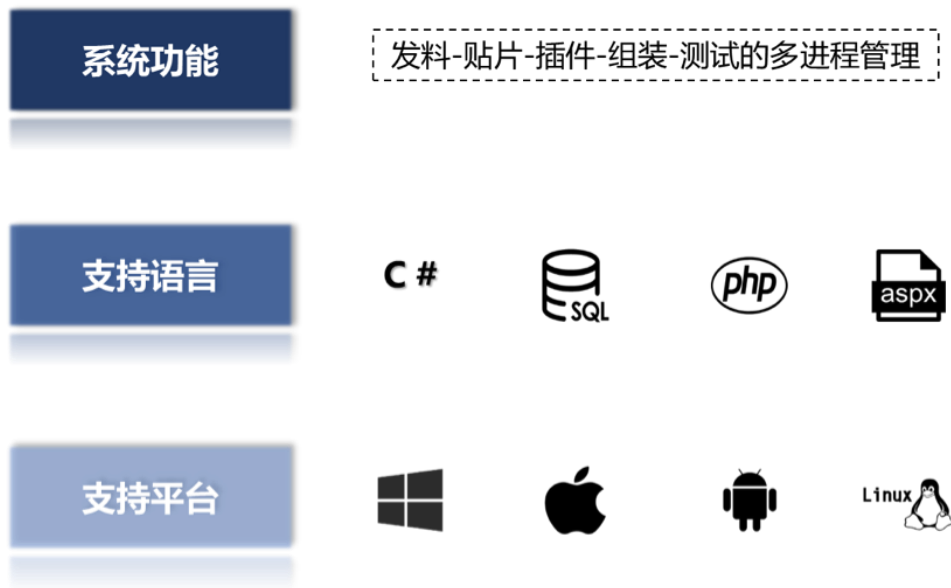 系统功能
发料-贴片-插件-组装-测试的多进程管理
支持语言
C #
SQL
php
aspx
支持平台
Linux